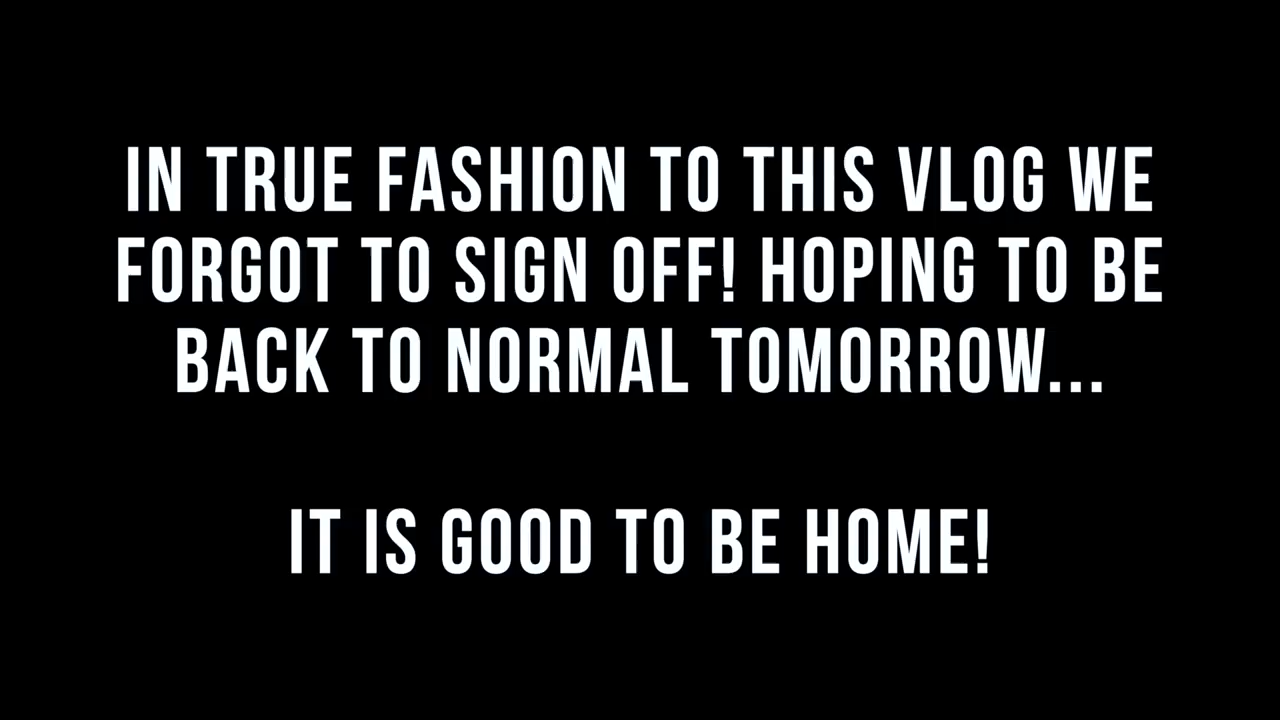 IN TRUE FASHION TO THIS VLOG WE
FORGOT TO SIGN OFF! HOPING TO BE
BACK TO NORMAL TOMORROW...
IT IS GOOD TO BE HOME!